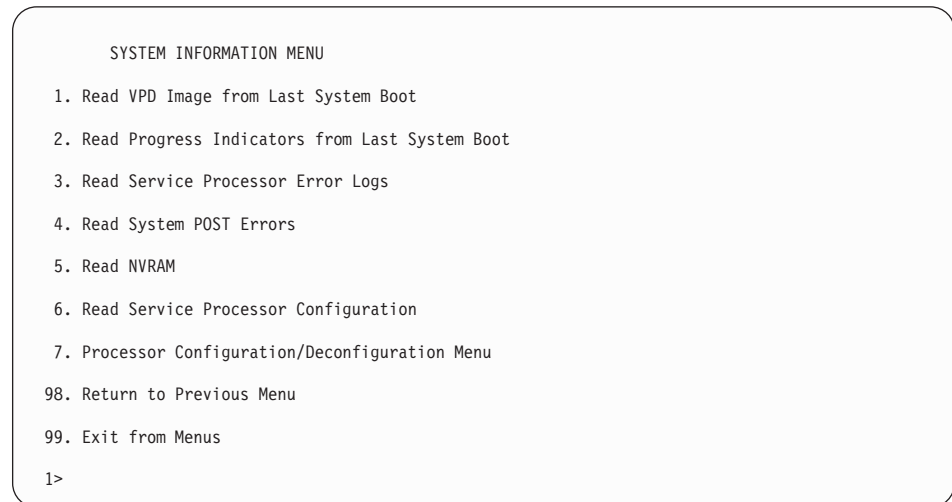 SYSTEM INFORMATION MENU
1. Read VPD Image from Last System Boot
2. Read Progress Indicators from Last System Boot
3. Read Service Processor Error Logs
4. Read System POST Errors
5. Read NVRAM
6. Read Service Processor Configuration
7. Processor Configuration/Deconfiguration Menu
98. Return to Previous Menu
99. Exit from Menus
1>